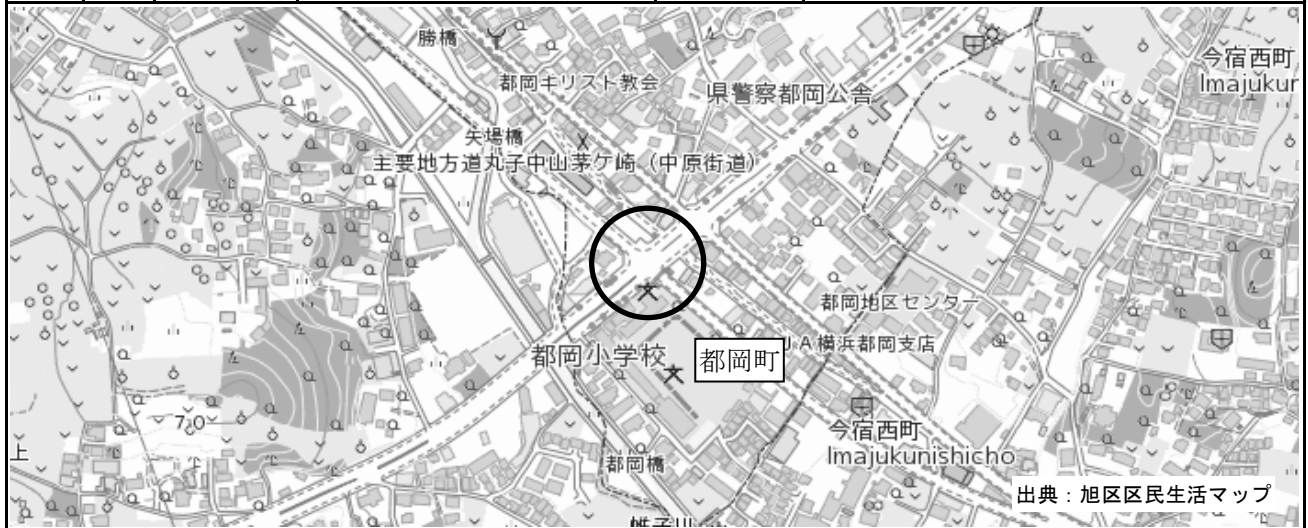 勝橋
今宿西町
Imajukur
都岡キリスト教会
県警察都岡公舎
矢場橋
主要地方道丸子中山茅ケ崎（中原街道）
都岡地区センター
都岡小学校
都岡町
ＪＡ横浜都岡支店
70
今宿西町
Imajukunishicho
上
都岡橋
出典：旭区区民生活マップ